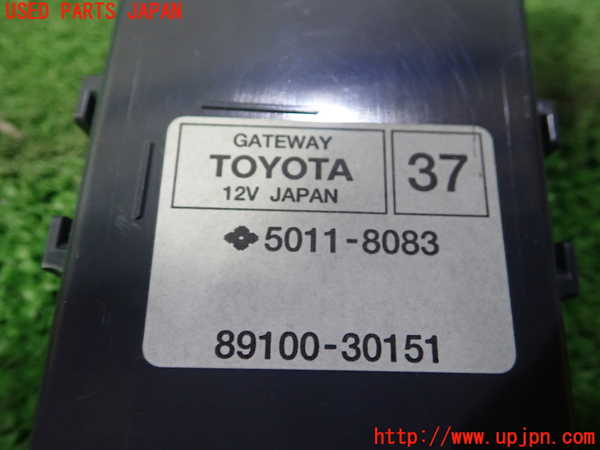 USED PARTS JAPAN
GATEWAY
TOYOTA
12V JAPAN
37
5011-8083
89100-30151
http://www.upjpn.com